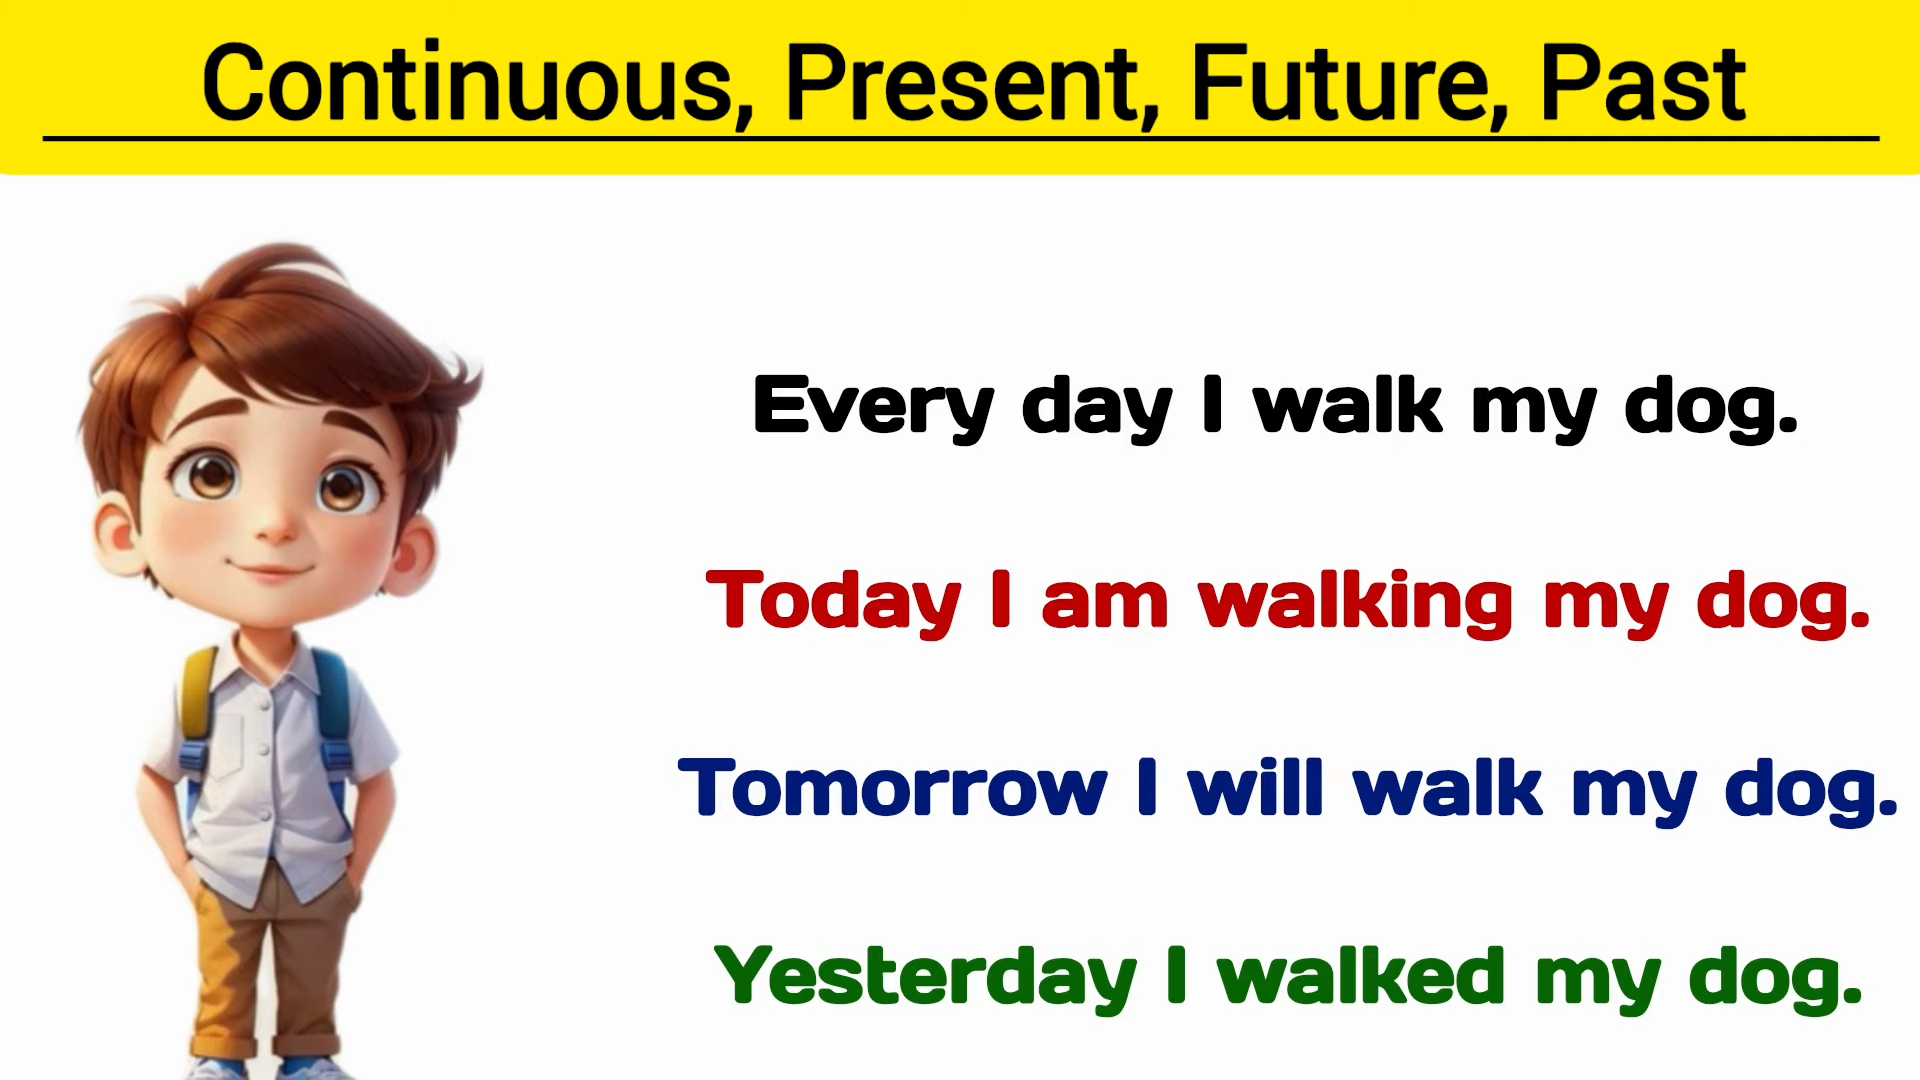 Continuous, Present, Future, Past
Every day I walk my dog.
Today I am walking my dog.
Tomorrow I will walk my dog.
Yesterday I walked my dog.